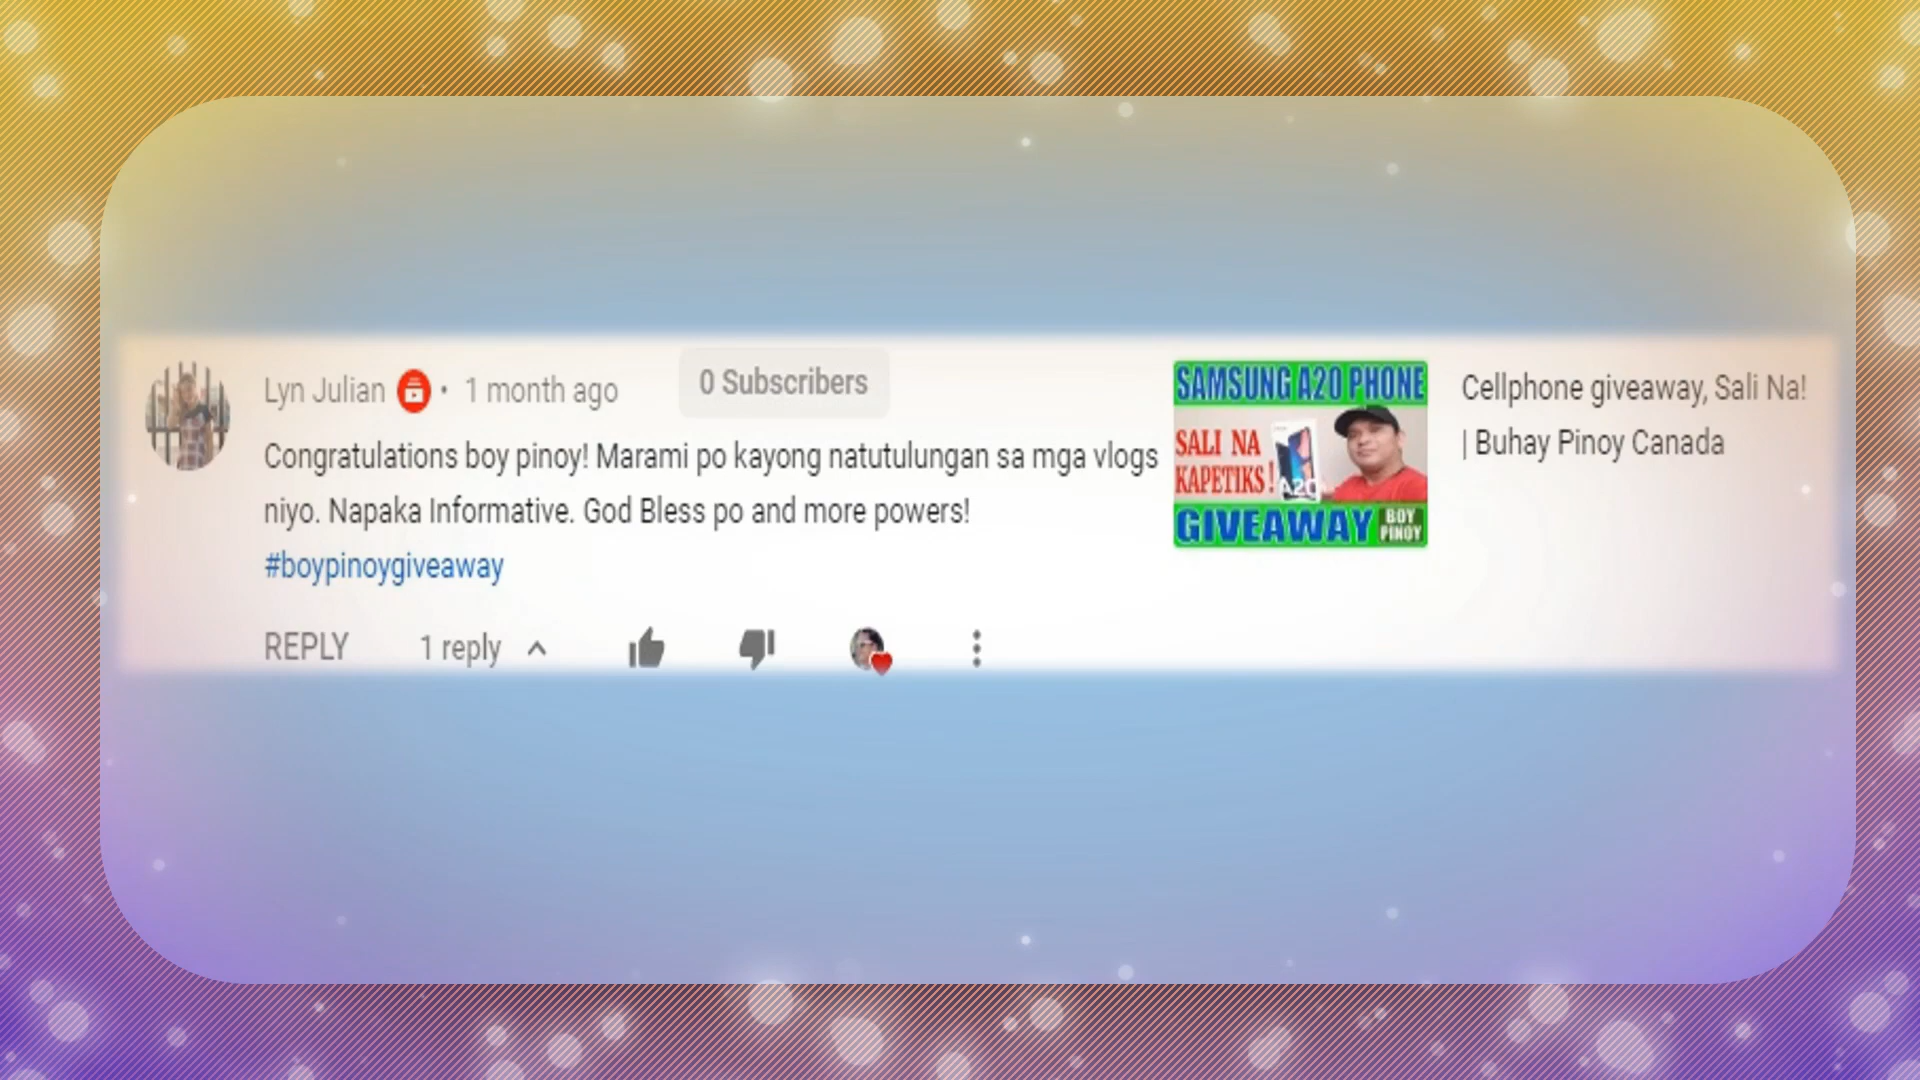 Lyn Julian • 1 month ago
0 Subscribers
Congratulations boy pinoy! Marami po kayong natutulungan sa mga vlogs
niyo. Napaka Informative. God Bless po and more powers!
#boypinoygiveaway
REPLY 1 reply
SAMSUNG A20 PHONE
SALI NA
KAPETIKS!
A20
GIVEAWAY
BOY
PINOY
Cellphone giveaway, Sali Na!
| Buhay Pinoy Canada